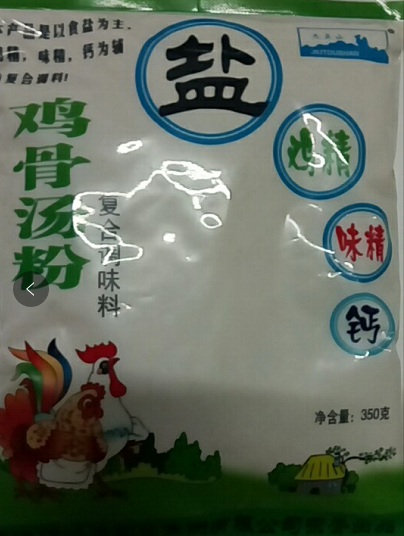 产品是以食盐为主,
鸡精, 味精, 钙为辅
复合调料!
盐
鸡精
味精
钙
鸡骨汤粉
复合调味料
净含量: 350克